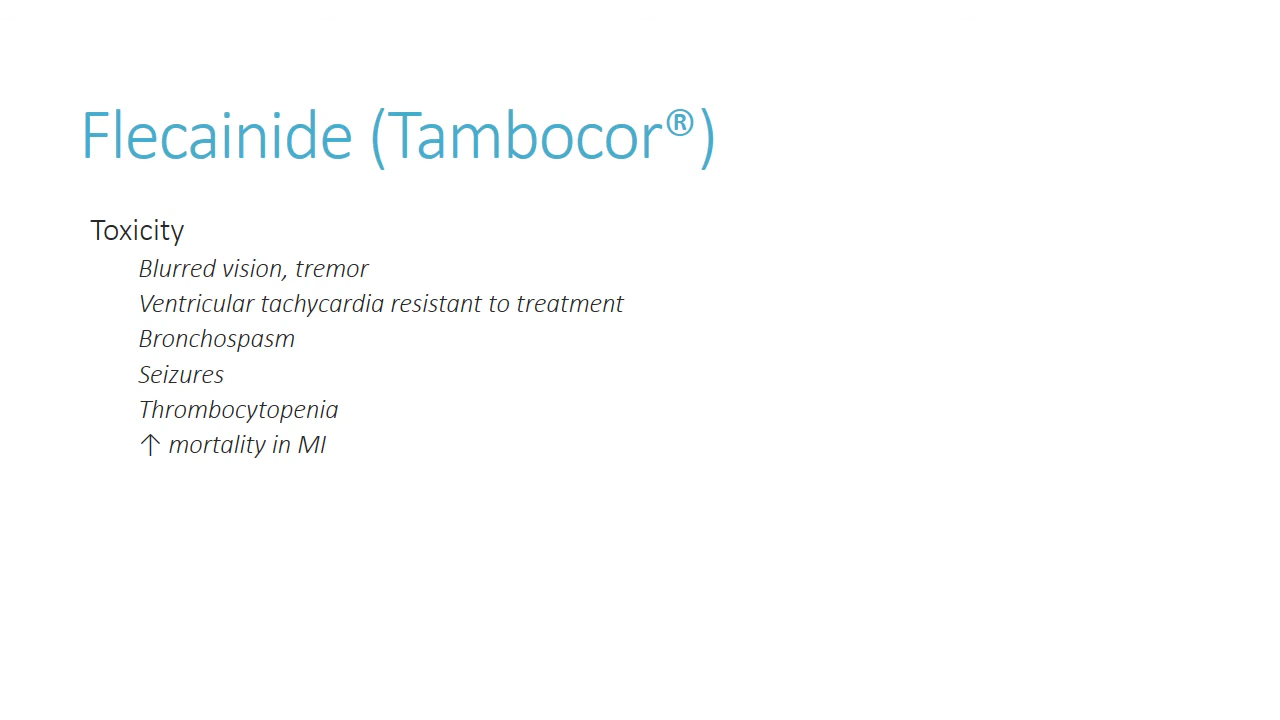 Flecainide (Tambocor®)
Toxicity
Blurred vision, tremor
Ventricular tachycardia resistant to treatment
Bronchospasm
Seizures
Thrombocytopenia
↑ mortality in MI